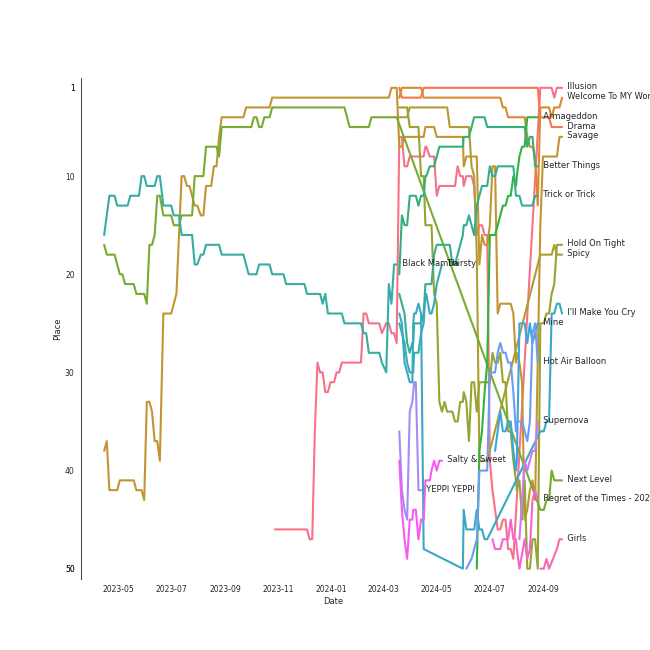 1
10
20
30
40
50
Place
2023-05
2023-07
2023-09
2023-11
2024-01
2024-03
2024-05
2024-07
2024-09
Date
Illusion
Welcome To MY Wor
Armageddon
Drama
Savage
Better Things
Trick or Trick
Hold On Tight
Spicy
Black Mamba
Thirsty
I'll Make You Cry
Mine
Hot Air Balloon
Supernova
Salty & Sweet
Next Level
YEPPI YEPPI
Regret of the Times - 202
Girls